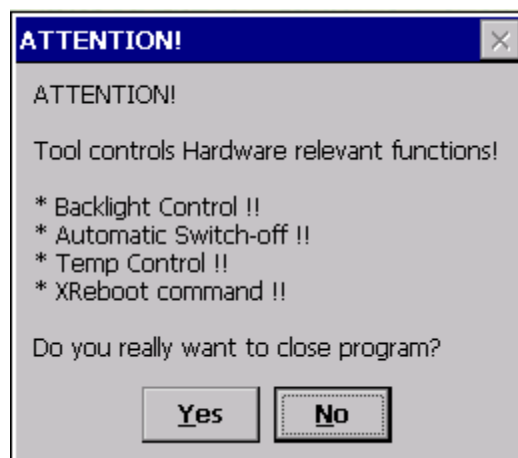 ATTENTION!
ATTENTION!
Tool controls Hardware relevant functions!
* Backlight Control !!
* Automatic Switch-off !!
* Temp Control !!
* XReboot command !!
Do you really want to close program?
Yes No